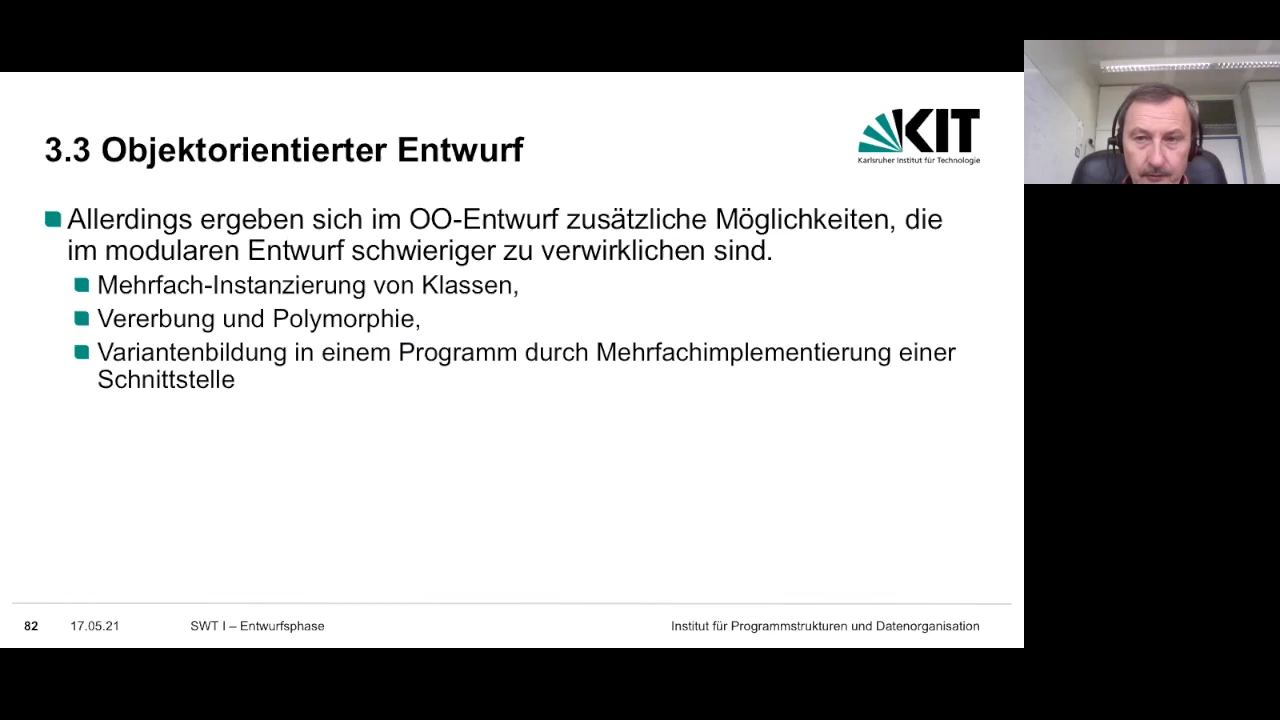 3.3 Objektorientierter Entwurf
KIT
Karlsruher Institut für Technologie
Allerdings ergeben sich im OO-Entwurf zusätzliche Möglichkeiten, die
im modularen Entwurf schwieriger zu verwirklichen sind.
Mehrfach-Instanzierung von Klassen,
Vererbung und Polymorphie,
Variantenbildung in einem Programm durch Mehrfachimplementierung einer
Schnittstelle
82 17.05.21 SWT I – Entwurfsphase Institut für Programmstrukturen und Datenorganisation